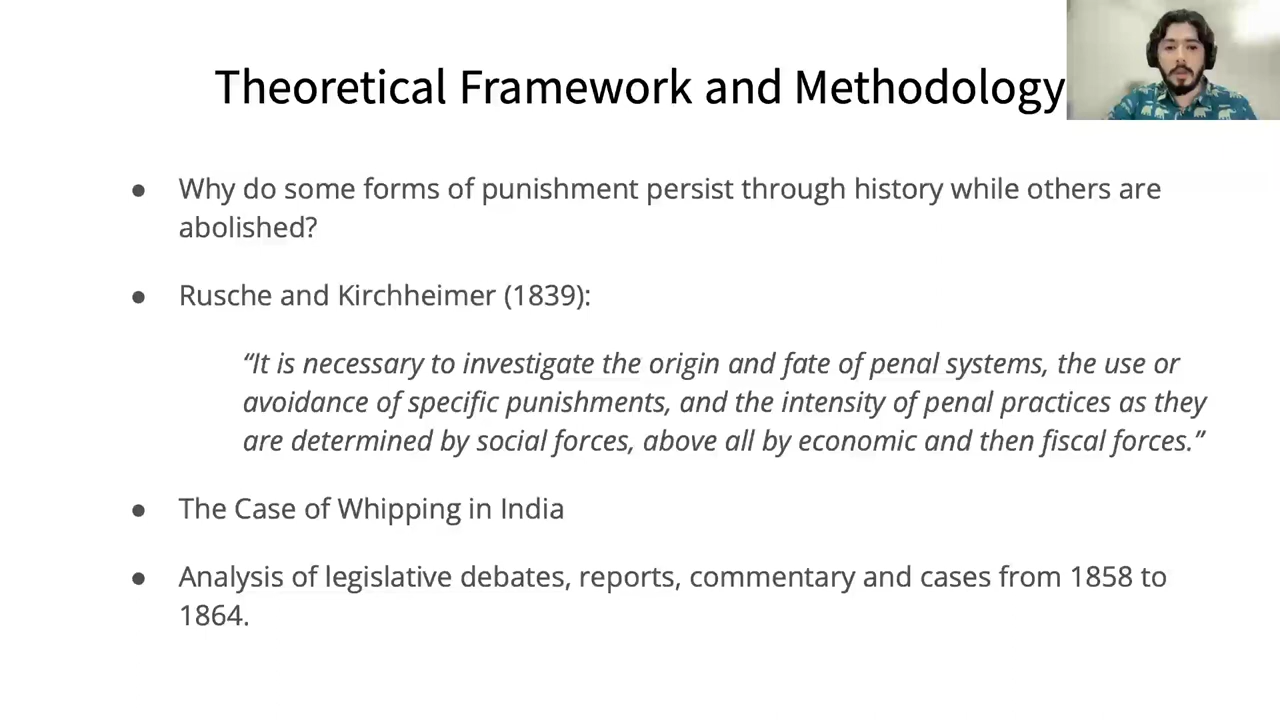 Theoretical Framework and Methodology
● Why do some forms of punishment persist through history while others are
abolished?
● Rusche and Kirchheimer (1839):
“It is necessary to investigate the origin and fate of penal systems, the use or
avoidance of specific punishments, and the intensity of penal practices as they
are determined by social forces, above all by economic and then fiscal forces.”
● The Case of Whipping in India
● Analysis of legislative debates, reports, commentary and cases from 1858 to
1864.